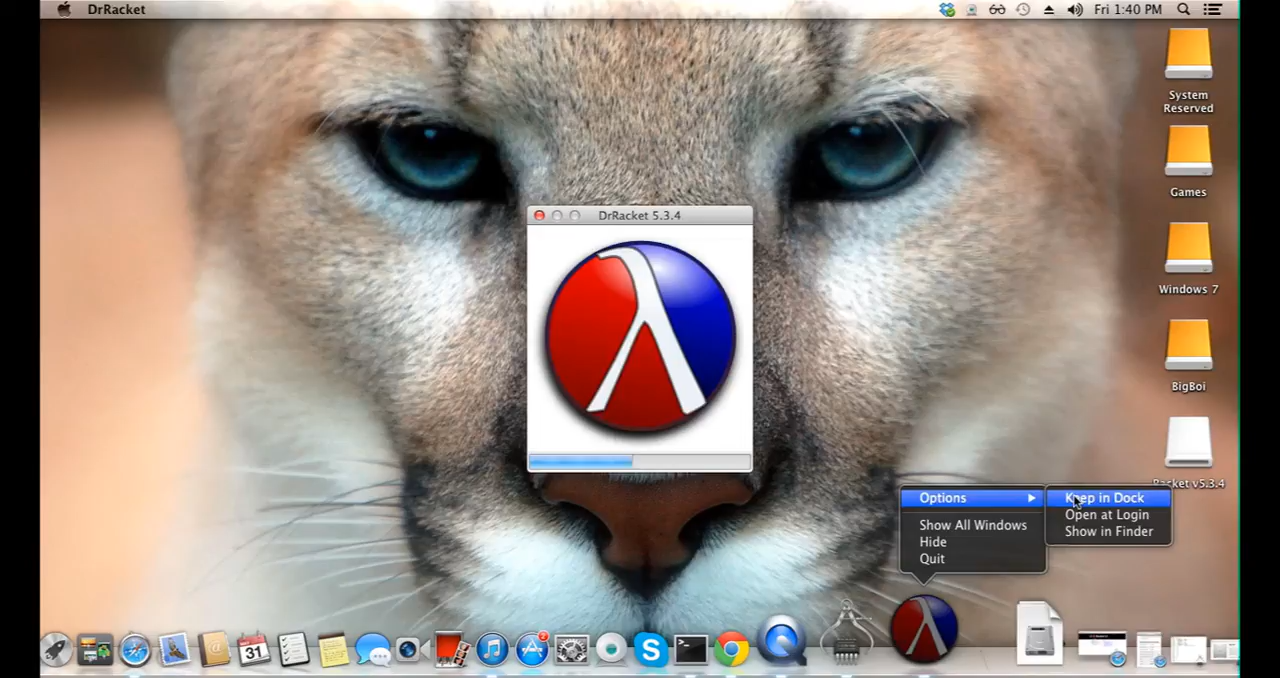 DrRacket
Fri 1:40 PM
System
Reserved
Games
DrRacket 5.3.4
Windows 7
BigBoi
Racket v5.3.4
Options
Keep in Dock
Open at Login
Show in Finder
Show All Windows
Hide
Quit
31
2